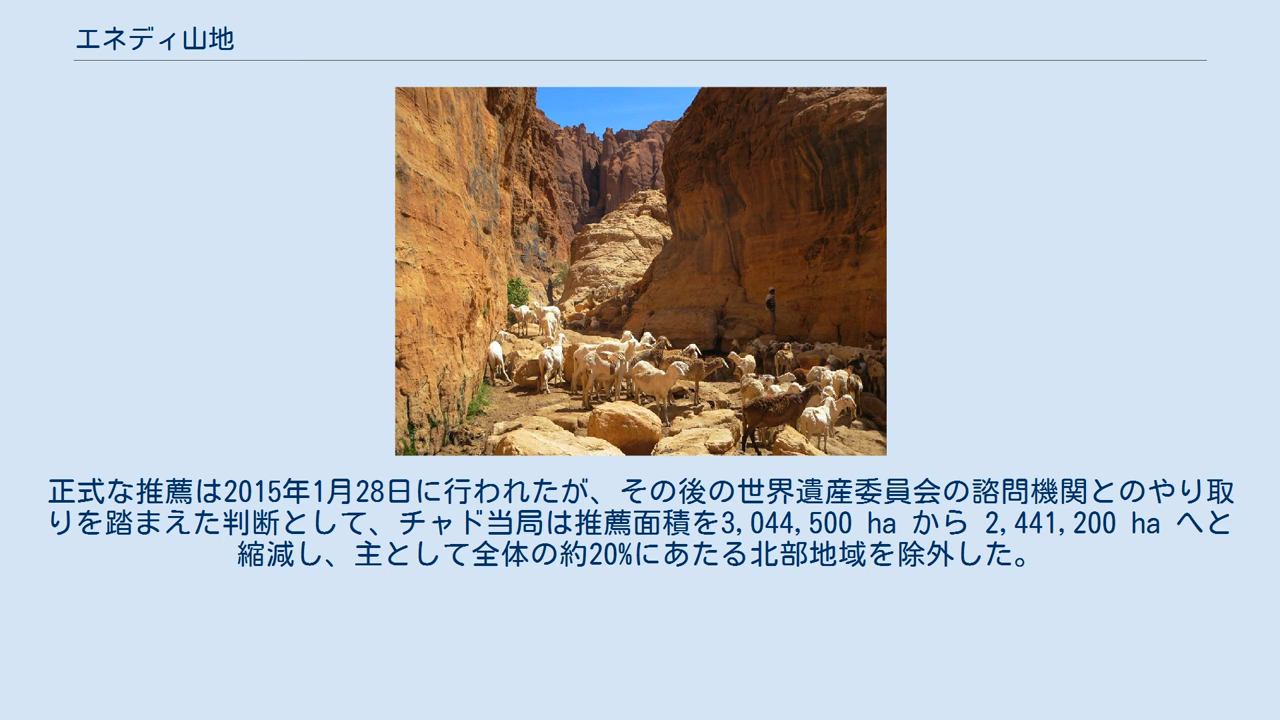 エネディ山地
正式な推薦は2015年1月28日に行われたが、その後の世界遺産委員会の諮問機関とのやり取
りを踏まえた判断として、チャド当局は推薦面積を3,044,500 ha から 2,441,200 ha へと
縮減し、主として全体の約20%にあたる北部地域を除外した。